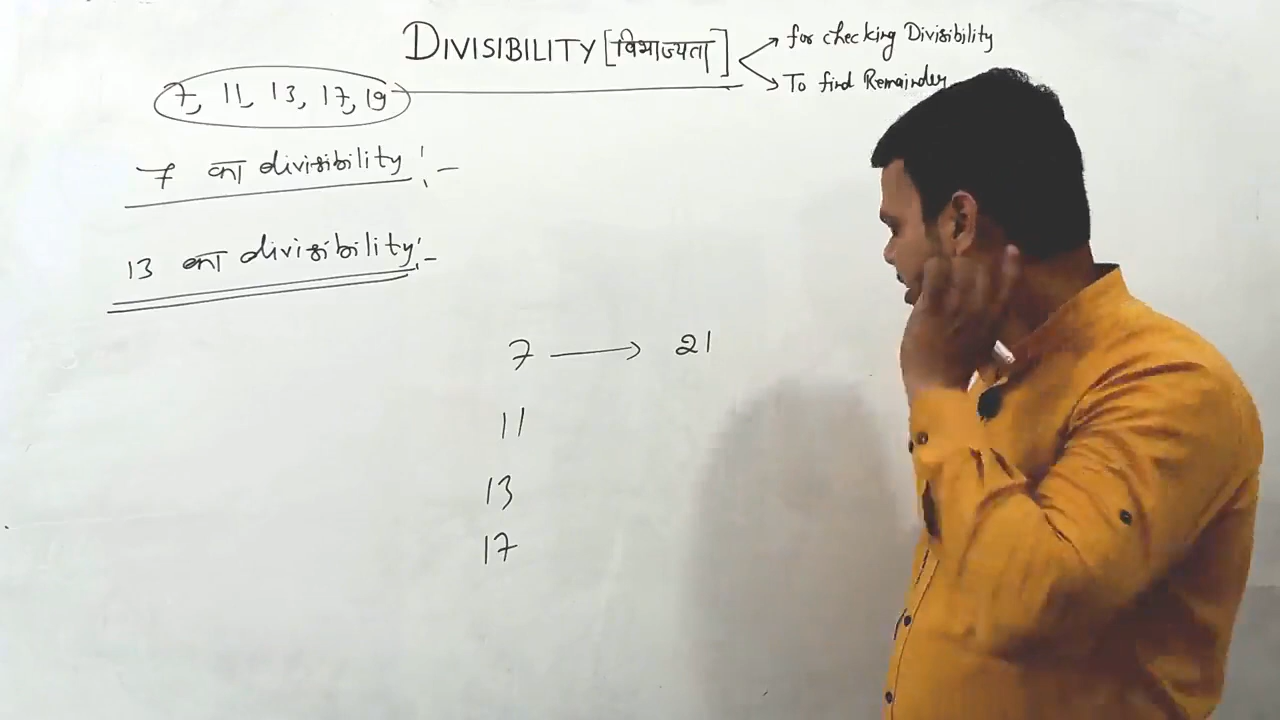 DIVISIBILITY [विभाज्यता]
for checking Divisibility
To find Remainder
7, 11, 13, 17, 19
7 का divisibility :-
13 का divisibility :-
7 → 21
11
13
17